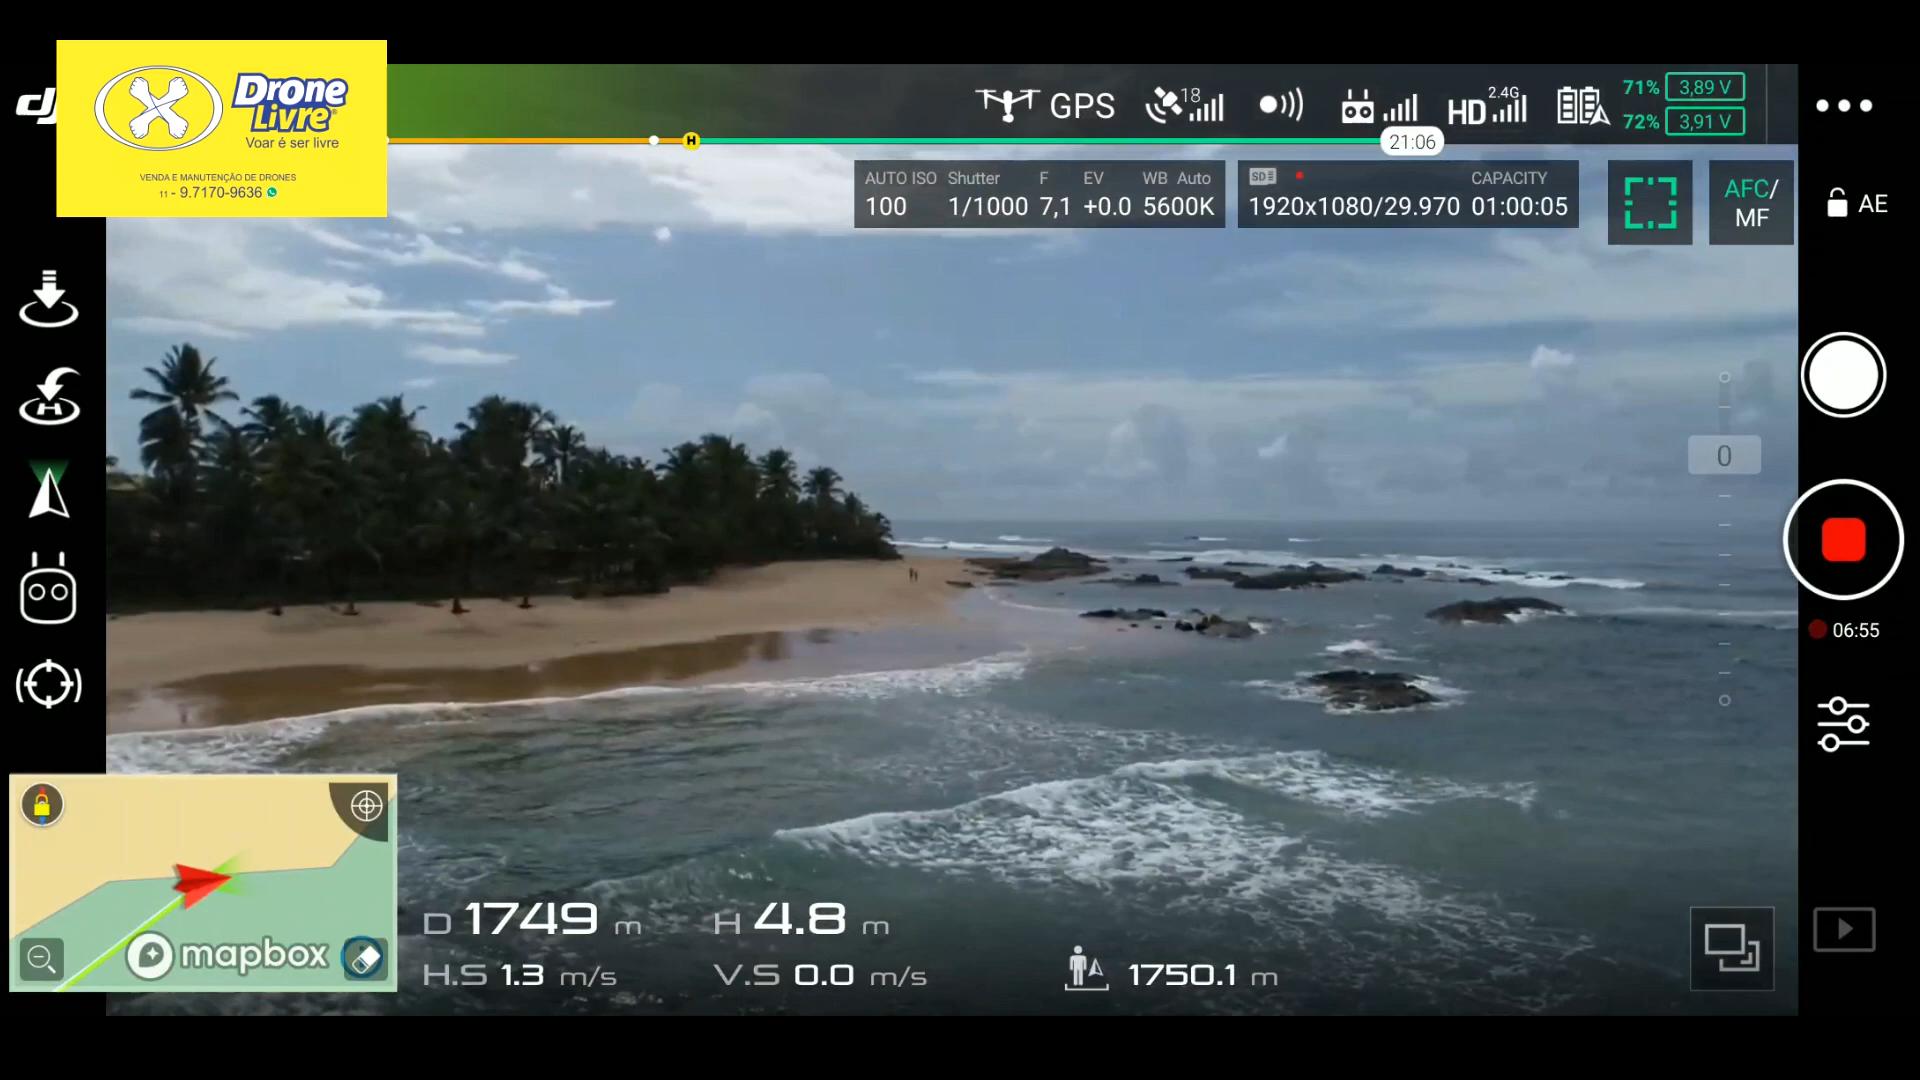 dji
Drone
Livre®
Voar é ser livre
VENDA E MANUTENÇÃO DE DRONES
11 - 9.7170-9636
GPS
18
HD 2.4G
71% 3,89 V
72% 3,91 V
H
21:06
AUTO ISO Shutter F EV WB Auto
100 1/1000 7,1 +0.0 5600K
SD CAPACITY
1920x1080/29.970 01:00:05
AFC/
MF
AE
0
06:55
mapbox
D 1749 m H 4.8 m
H.S 1.3 m/s V.S 0.0 m/s 1750.1 m